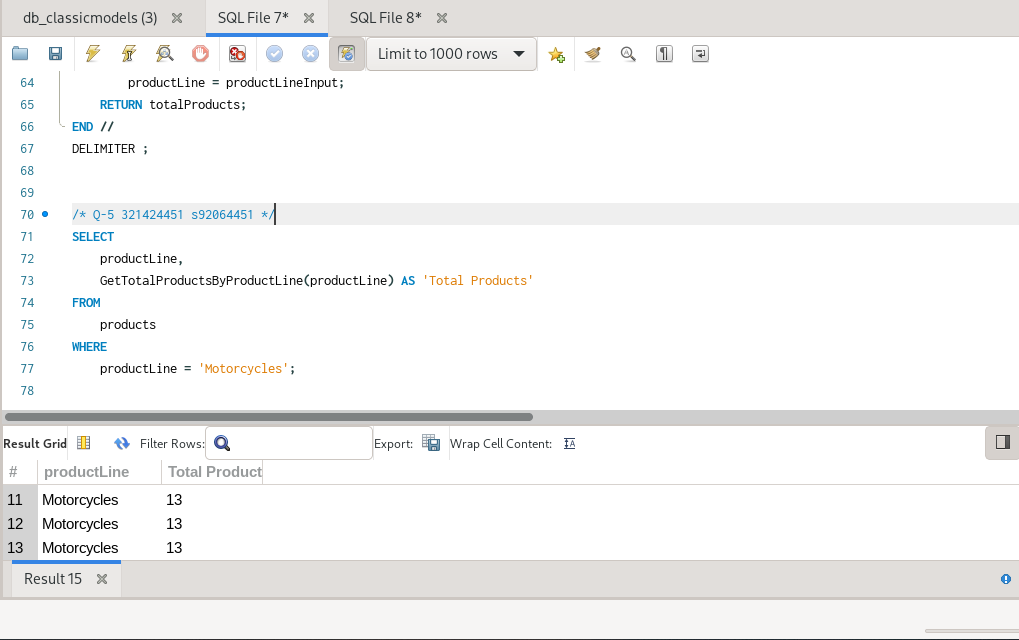 db_classicmodels (3) SQL File 7* SQL File 8*
Limit to 1000 rows
64 productLine = productLineInput;
65 RETURN totalProducts;
66 END //
67 DELIMITER ;
68
69
70 /* Q-5 321424451 s92064451 */
71 SELECT
72 productLine,
73 GetTotalProductsByProductLine(productLine) AS 'Total Products'
74 FROM
75 products
76 WHERE
77 productLine = 'Motorcycles';
78
Result Grid Filter Rows: Export: Wrap Cell Content:
# productLine Total Product
11 Motorcycles 13
12 Motorcycles 13
13 Motorcycles 13
Result 15